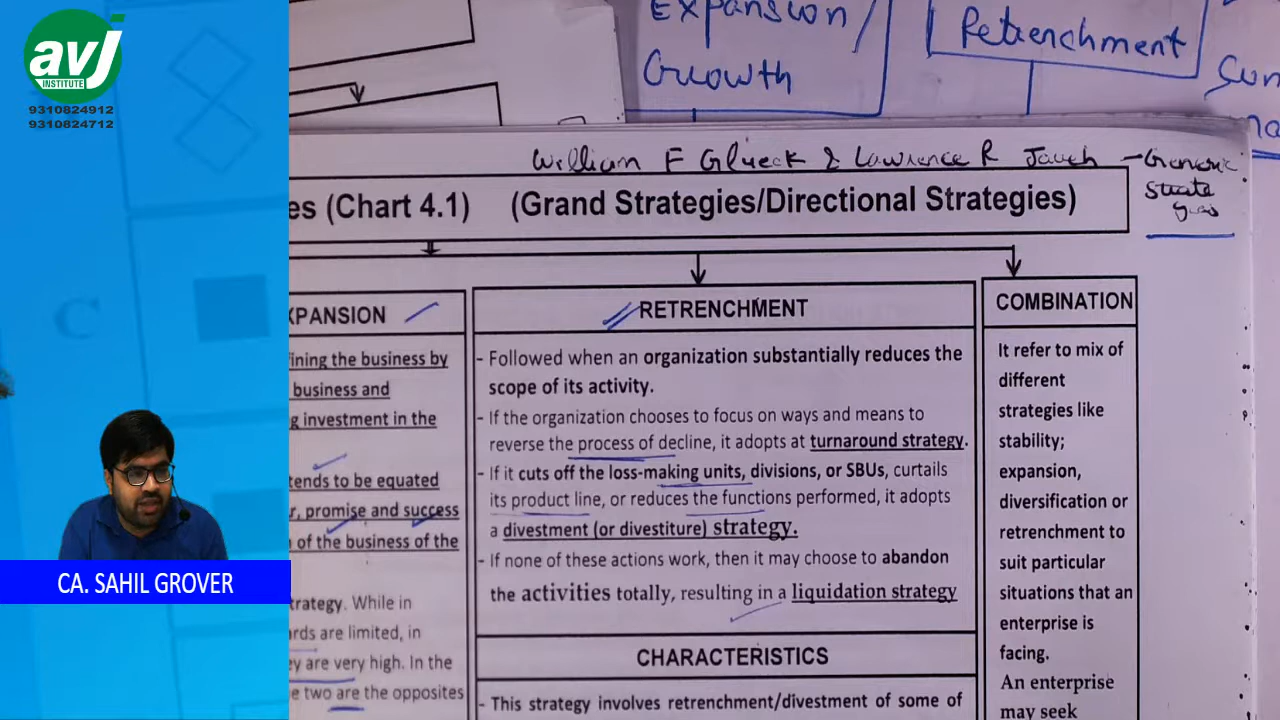 avj
INSTITUTE
9310824912
9310824712
Expansion/
Growth
Retrenchment
William F Glueck & Lawrence R Jauch - Generic
Strate
gies
es (Chart 4.1) (Grand Strategies/Directional Strategies)
XPANSION
fining the business by
business and
g investment in the
tends to be equated
r, promise and success
n of the business of the
trategy. While in
ards are limited, in
ey are very high. In the
e two are the opposites
RETRENCHMENT
- Followed when an organization substantially reduces the
scope of its activity.
- If the organization chooses to focus on ways and means to
reverse the process of decline, it adopts at turnaround strategy.
- If it cuts off the loss-making units, divisions, or SBUs, curtails
its product line, or reduces the functions performed, it adopts
a divestment (or divestiture) strategy.
- If none of these actions work, then it may choose to abandon
the activities totally, resulting in a liquidation strategy
CHARACTERISTICS
- This strategy involves retrenchment/divestment of some of
COMBINATION
It refer to mix of
different
strategies like
stability;
expansion,
diversification or
retrenchment to
suit particular
situations that an
enterprise is
facing.
An enterprise
may seek
CA. SAHIL GROVER